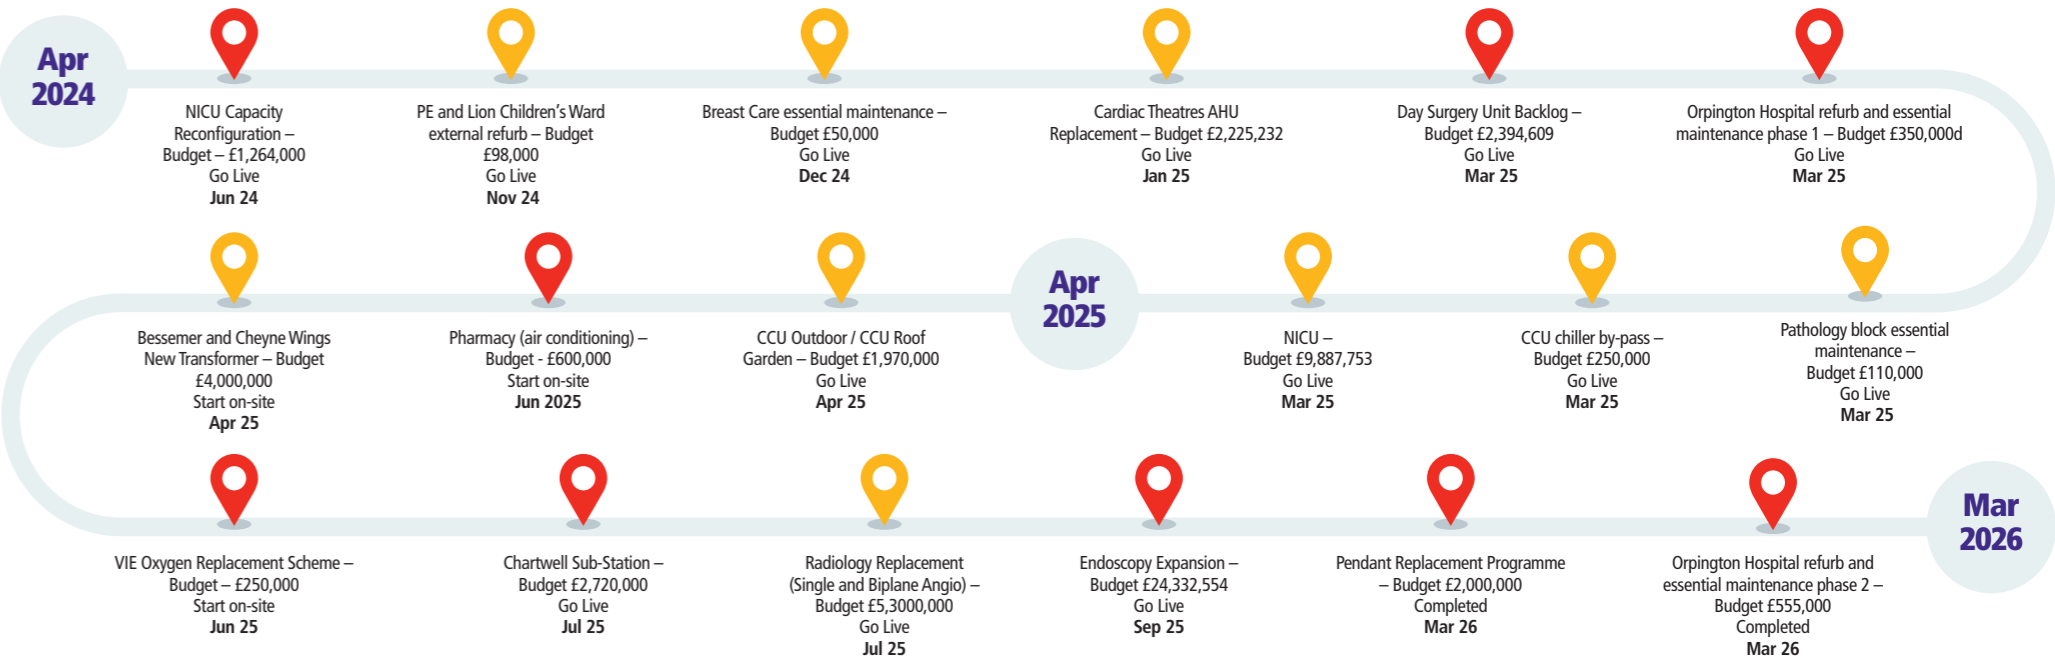 Apr
2024
NICU Capacity
Reconfiguration –
Budget – £1,264,000
Go Live
Jun 24
PE and Lion Children's Ward
external refurb – Budget
£98,000
Go Live
Nov 24
Breast Care essential maintenance –
Budget £50,000
Go Live
Dec 24
Cardiac Theatres AHU
Replacement – Budget £2,225,232
Go Live
Jan 25
Day Surgery Unit Backlog –
Budget £2,394,609
Go Live
Mar 25
Orpington Hospital refurb and essential
maintenance phase 1 – Budget £350,000d
Go Live
Mar 25
Bessemer and Cheyne Wings
New Transformer – Budget
£4,000,000
Start on-site
Apr 25
Pharmacy (air conditioning) –
Budget - £600,000
Start on-site
Jun 2025
CCU Outdoor / CCU Roof
Garden – Budget £1,970,000
Go Live
Apr 25
Apr
2025
NICU –
Budget £9,887,753
Go Live
Mar 25
CCU chiller by-pass –
Budget £250,000
Go Live
Mar 25
Pathology block essential
maintenance –
Budget £110,000
Go Live
Mar 25
VIE Oxygen Replacement Scheme –
Budget – £250,000
Start on-site
Jun 25
Chartwell Sub-Station –
Budget £2,720,000
Go Live
Jul 25
Radiology Replacement
(Single and Biplane Angio) –
Budget £5,3000,000
Go Live
Jul 25
Endoscopy Expansion –
Budget £24,332,554
Go Live
Sep 25
Pendant Replacement Programme
– Budget £2,000,000
Completed
Mar 26
Orpington Hospital refurb and
essential maintenance phase 2 –
Budget £555,000
Completed
Mar 26
Mar
2026